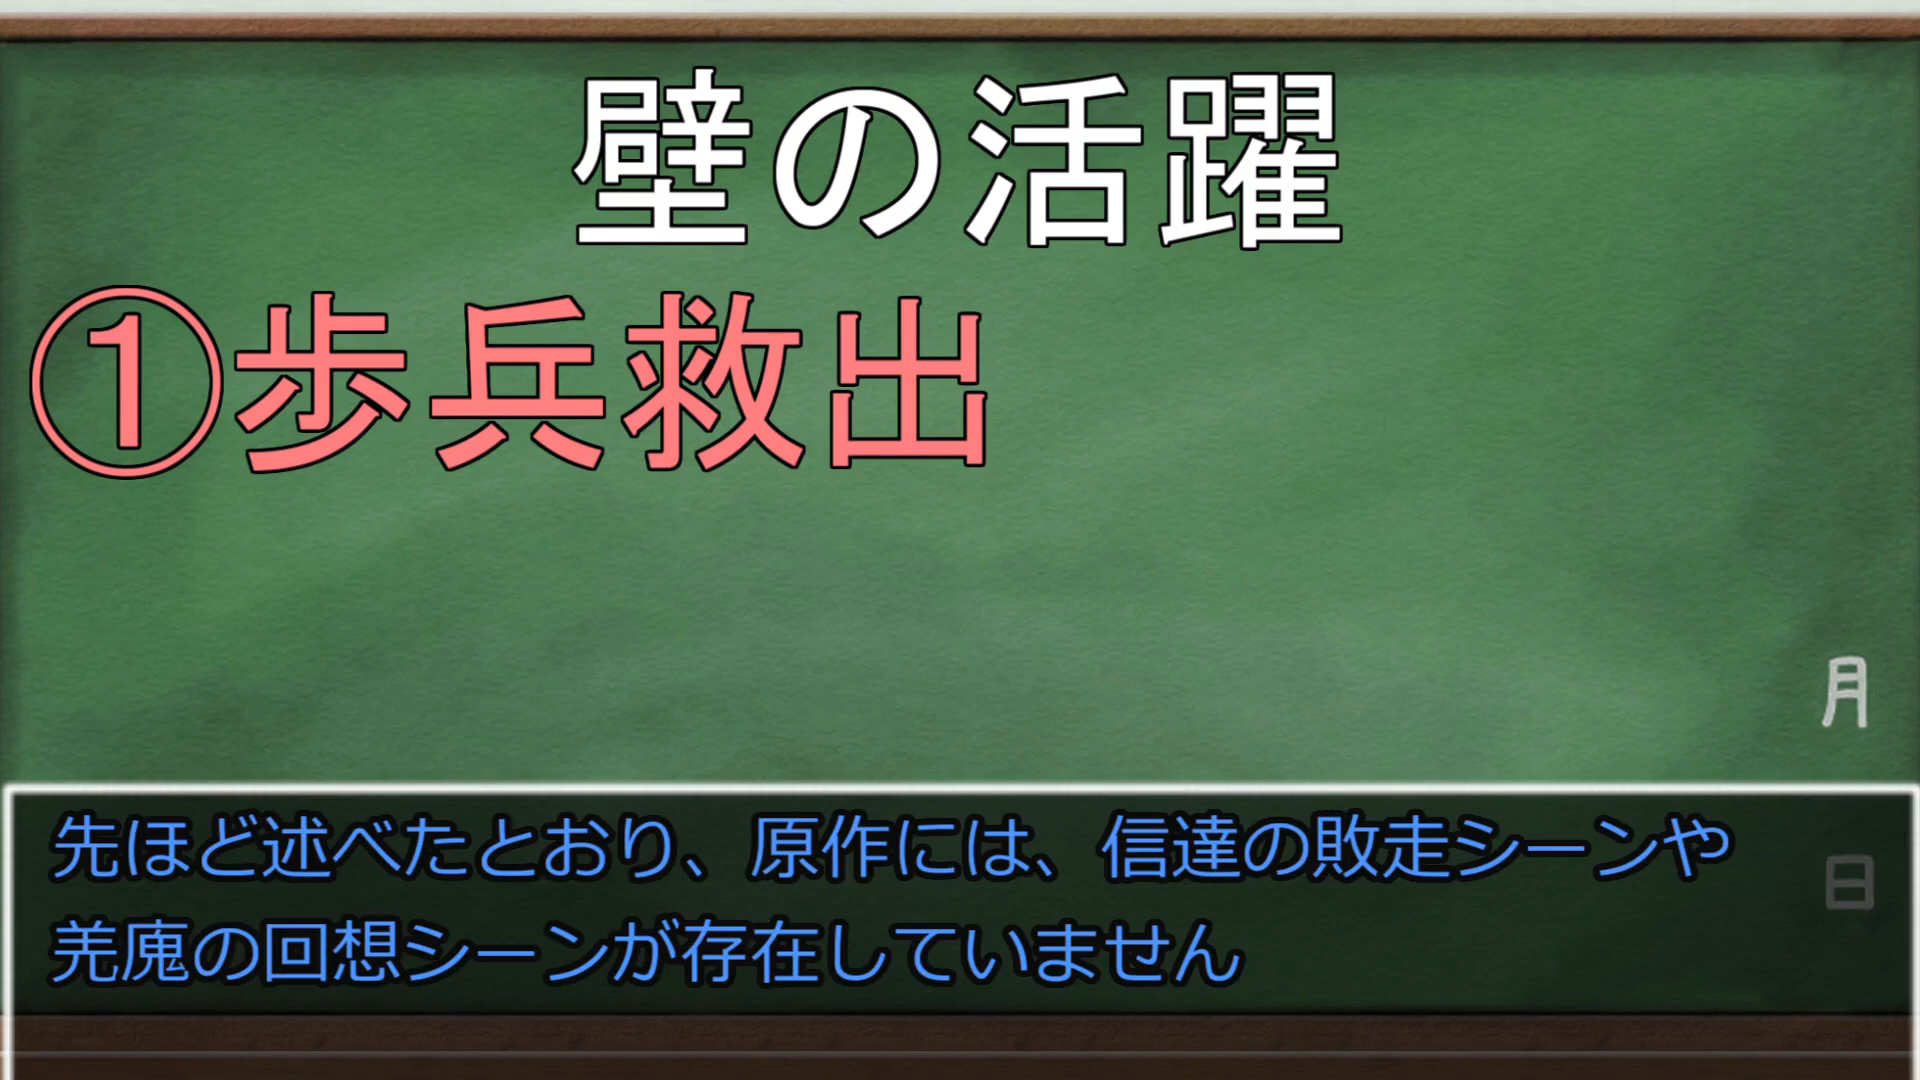 壁の活躍
①歩兵救出
月
日
先ほど述べたとおり、原作には、信達の敗走シーンや
羌瘣の回想シーンが存在していません